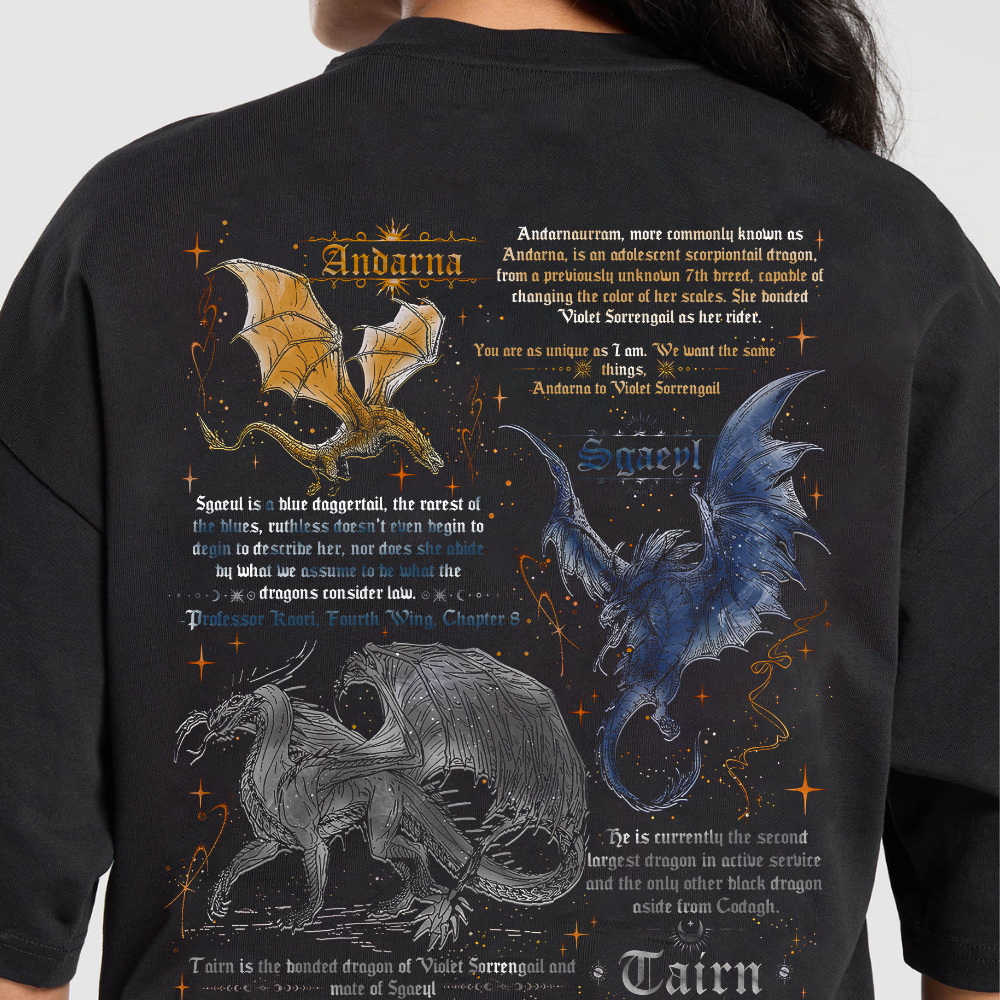 Andarna
Andarnaurram, more commonly known as
Andarna, is an adolescent scorpiontail dragon,
from a previously unknown 7th breed, capable of
changing the color of her scales. She bonded
Violet Sorrengail as her rider.
You are as unique as I am. We want the same
things,
Andarna to Violet Sorrengail
Sgaeyl
Sgaeul is a blue daggertail, the rarest of
the blues, ruthless doesn't even begin to
degin to describe her, nor does she abide
by what we assume to be what the
dragons consider law.
Professor Kaori, Fourth Wing, Chapter 8
He is currently the second
largest dragon in active service
and the only other black dragon
aside from Codagh.
Tairn is the bonded dragon of Violet Sorrengail and
mate of Sgaeyl
Tairn